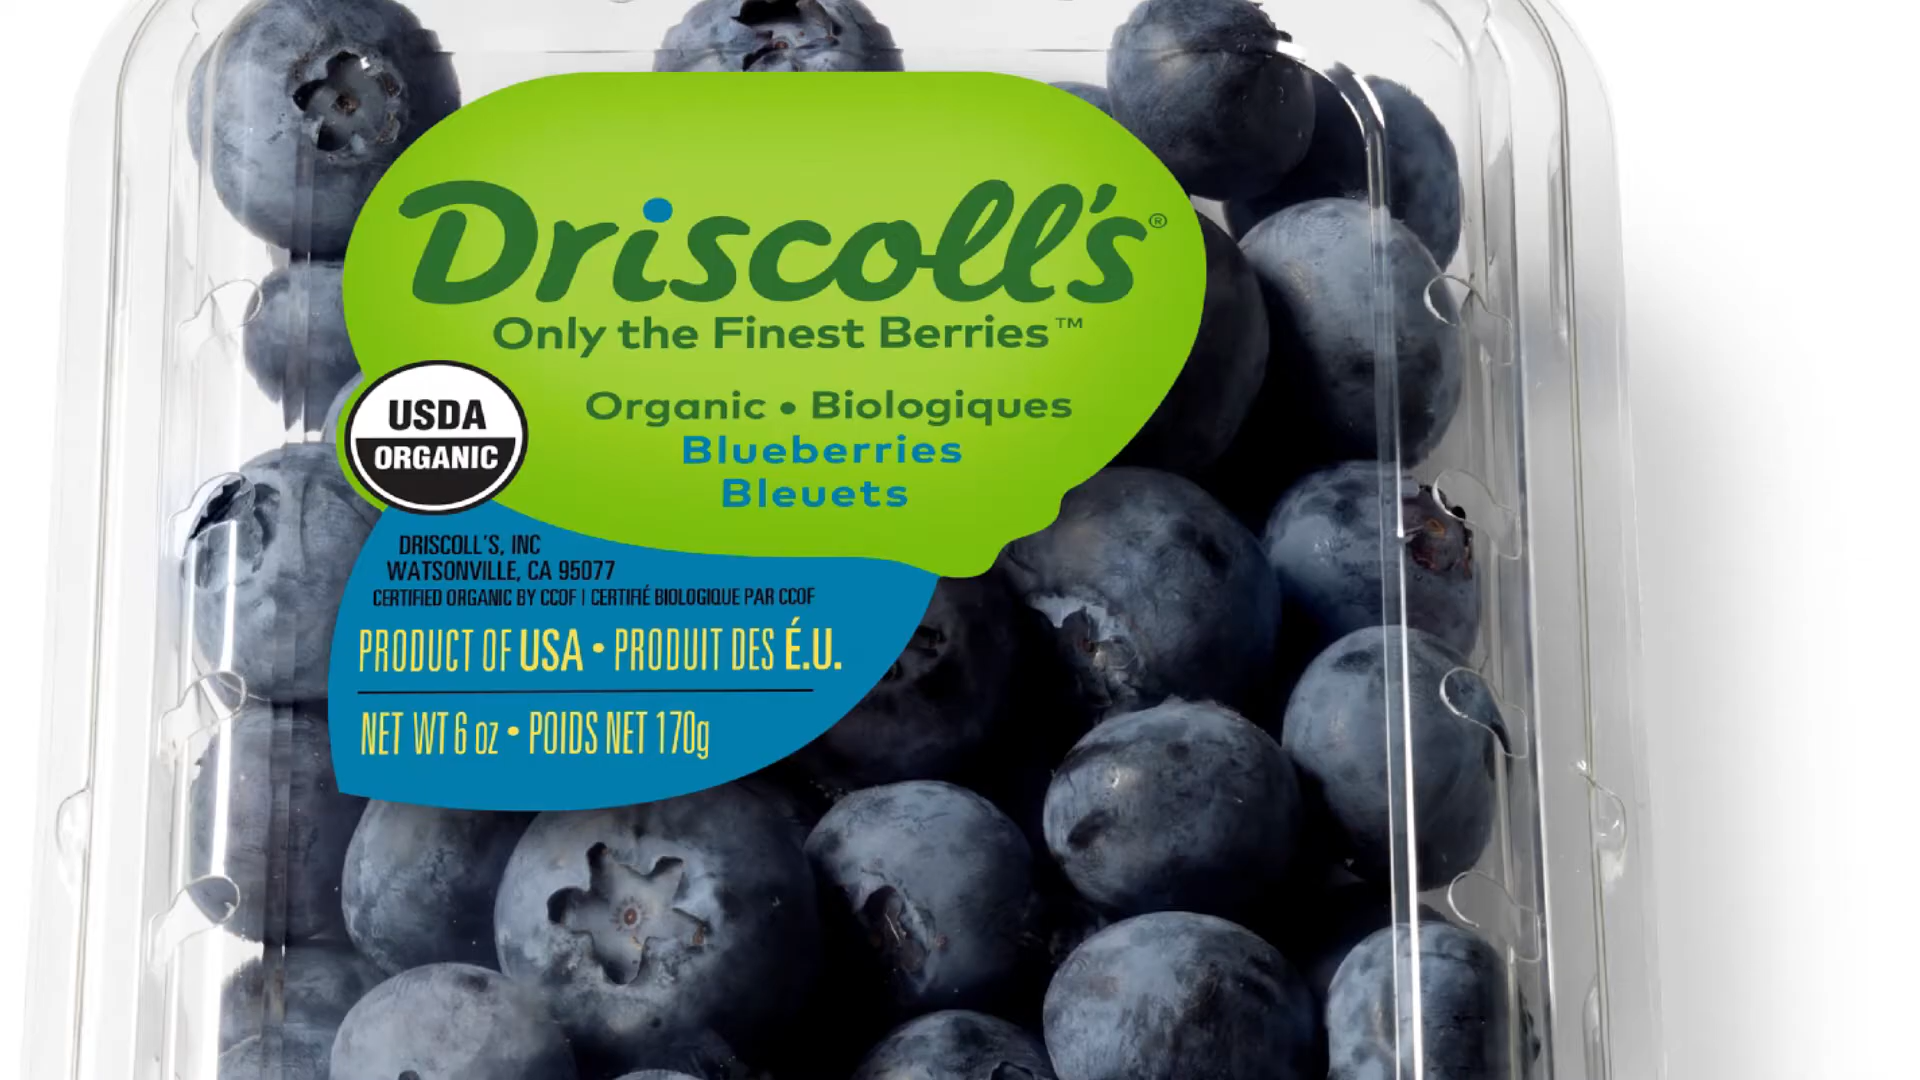 Driscoll's®
Only the Finest Berries™
Organic • Biologiques
Blueberries
Bleuets
USDA
ORGANIC
DRISCOLL'S, INC
WATSONVILLE, CA 95077
CERTIFIED ORGANIC BY CCOF | CERTIFIÉ BIOLOGIQUE PAR CCOF
PRODUCT OF USA • PRODUIT DES É.U.
NET WT 6 oz • POIDS NET 170g